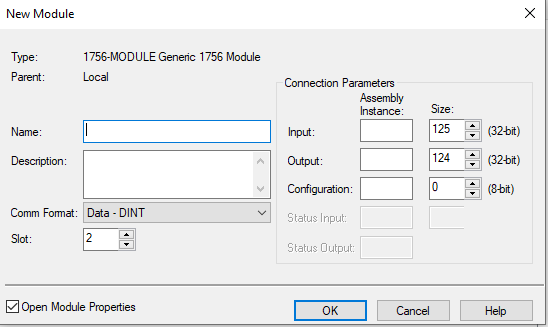 New Module
Type: 1756-MODULE Generic 1756 Module
Parent: Local
Connection Parameters
Assembly Instance: Size:
Name: Input: 125 (32-bit)
Description: Output: 124 (32-bit)
Configuration: 0 (8-bit)
Comm Format: Data - DINT Status Input:
Slot: 2
Status Output:
Open Module Properties OK Cancel Help